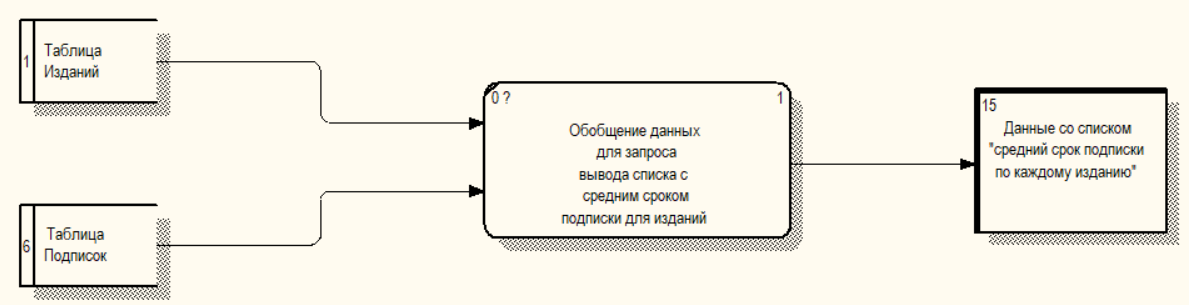 1
Таблица
Изданий
6
Таблица
Подписок
0 ?
1
Обобщение данных
для запроса
вывода списка с
средним сроком
подписки для изданий
15
Данные со списком
"средний срок подписки
по каждому изданию"